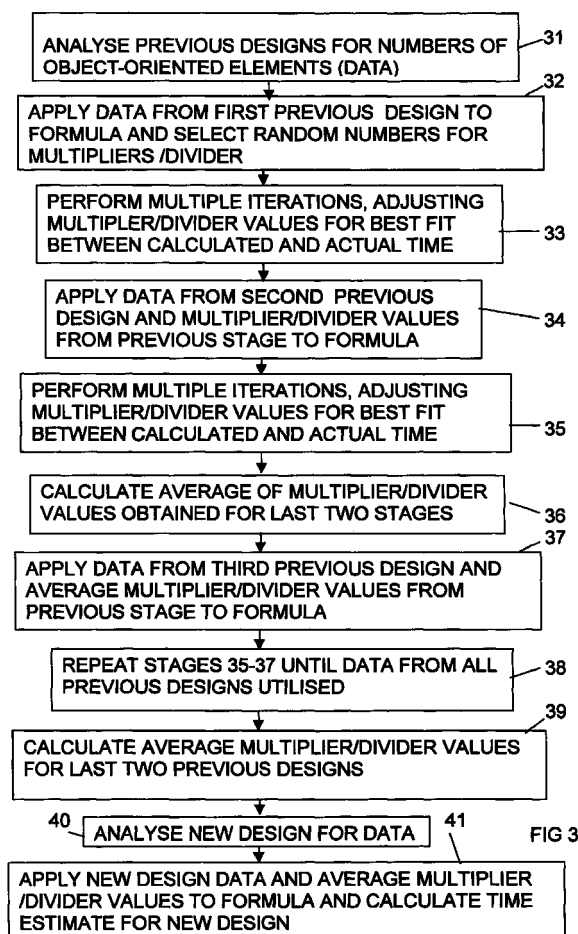 31
ANALYSE PREVIOUS DESIGNS FOR NUMBERS OF
OBJECT-ORIENTED ELEMENTS (DATA)
32
APPLY DATA FROM FIRST PREVIOUS DESIGN TO
FORMULA AND SELECT RANDOM NUMBERS FOR
MULTIPLIERS /DIVIDER
PERFORM MULTIPLE ITERATIONS, ADJUSTING
MULTIPLER/DIVIDER VALUES FOR BEST FIT
BETWEEN CALCULATED AND ACTUAL TIME
33
APPLY DATA FROM SECOND PREVIOUS
DESIGN AND MULTIPLIER/DIVIDER VALUES
FROM PREVIOUS STAGE TO FORMULA
34
PERFORM MULTIPLE ITERATIONS, ADJUSTING
MULTIPLIER/DIVIDER VALUES FOR BEST FIT
BETWEEN CALCULATED AND ACTUAL TIME
35
CALCULATE AVERAGE OF MULTIPLIER/DIVIDER
VALUES OBTAINED FOR LAST TWO STAGES
36
37
APPLY DATA FROM THIRD PREVIOUS DESIGN AND
AVERAGE MULTIPLIER/DIVIDER VALUES FROM
PREVIOUS STAGE TO FORMULA
REPEAT STAGES 35-37 UNTIL DATA FROM ALL
PREVIOUS DESIGNS UTILISED
38
39
CALCULATE AVERAGE MULTIPLIER/DIVIDER VALUES
FOR LAST TWO PREVIOUS DESIGNS
40
ANALYSE NEW DESIGN FOR DATA
41
FIG 3
APPLY NEW DESIGN DATA AND AVERAGE MULTIPLIER
/DIVIDER VALUES TO FORMULA AND CALCULATE TIME
ESTIMATE FOR NEW DESIGN